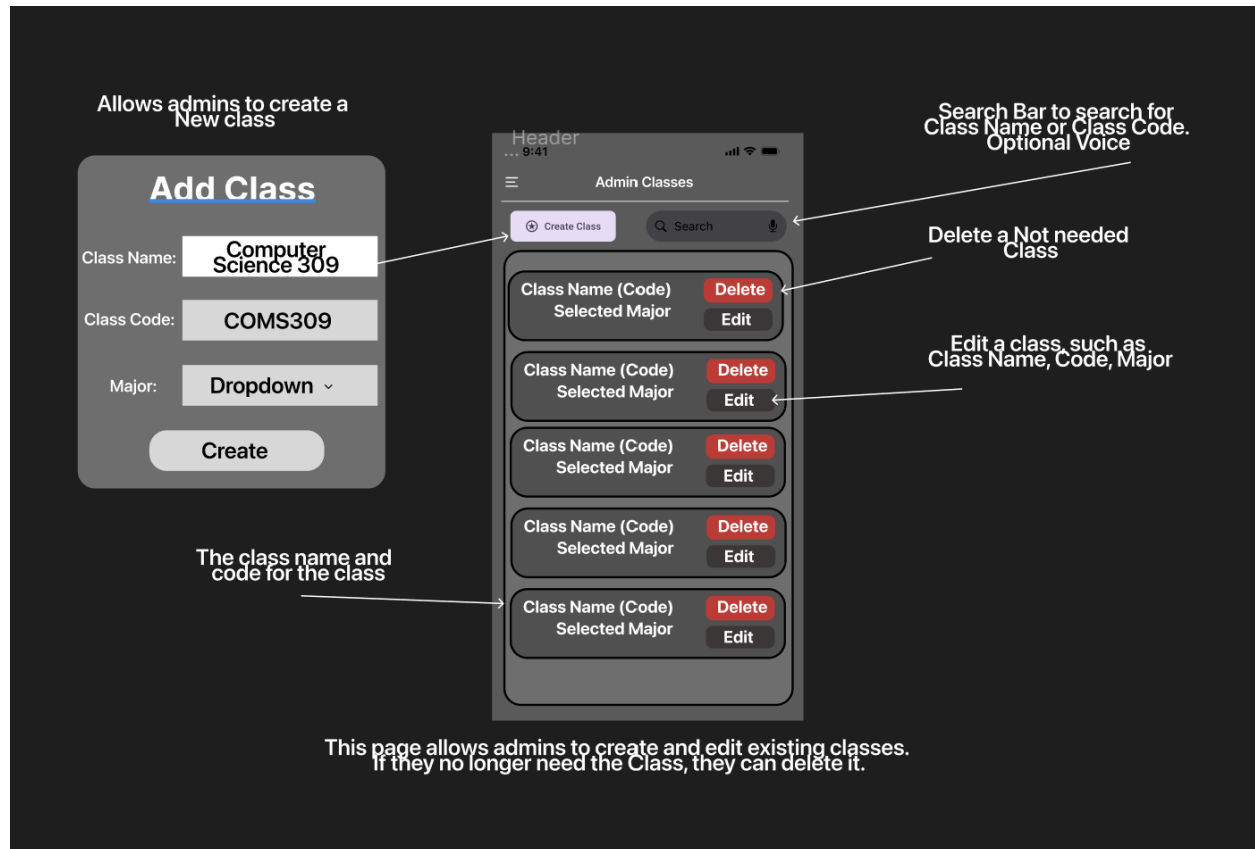 Allows admins to create a
New class
Add Class
Class Name:
Computer
Science 309
Class Code:
COMS309
Major:
Dropdown
Create
The class name and
code for the class
Header
... 9:41
Admin Classes
Create Class
Search
Class Name (Code)
Selected Major
Delete
Edit
Class Name (Code)
Selected Major
Delete
Edit
Class Name (Code)
Selected Major
Delete
Edit
Class Name (Code)
Selected Major
Delete
Edit
Class Name (Code)
Selected Major
Delete
Edit
Search Bar to search for
Class Name or Class Code.
Optional Voice
Delete a Not needed
Class
Edit a class, such as
Class Name, Code, Major
This page allows admins to create and edit existing classes.
If they no longer need the Class, they can delete it.